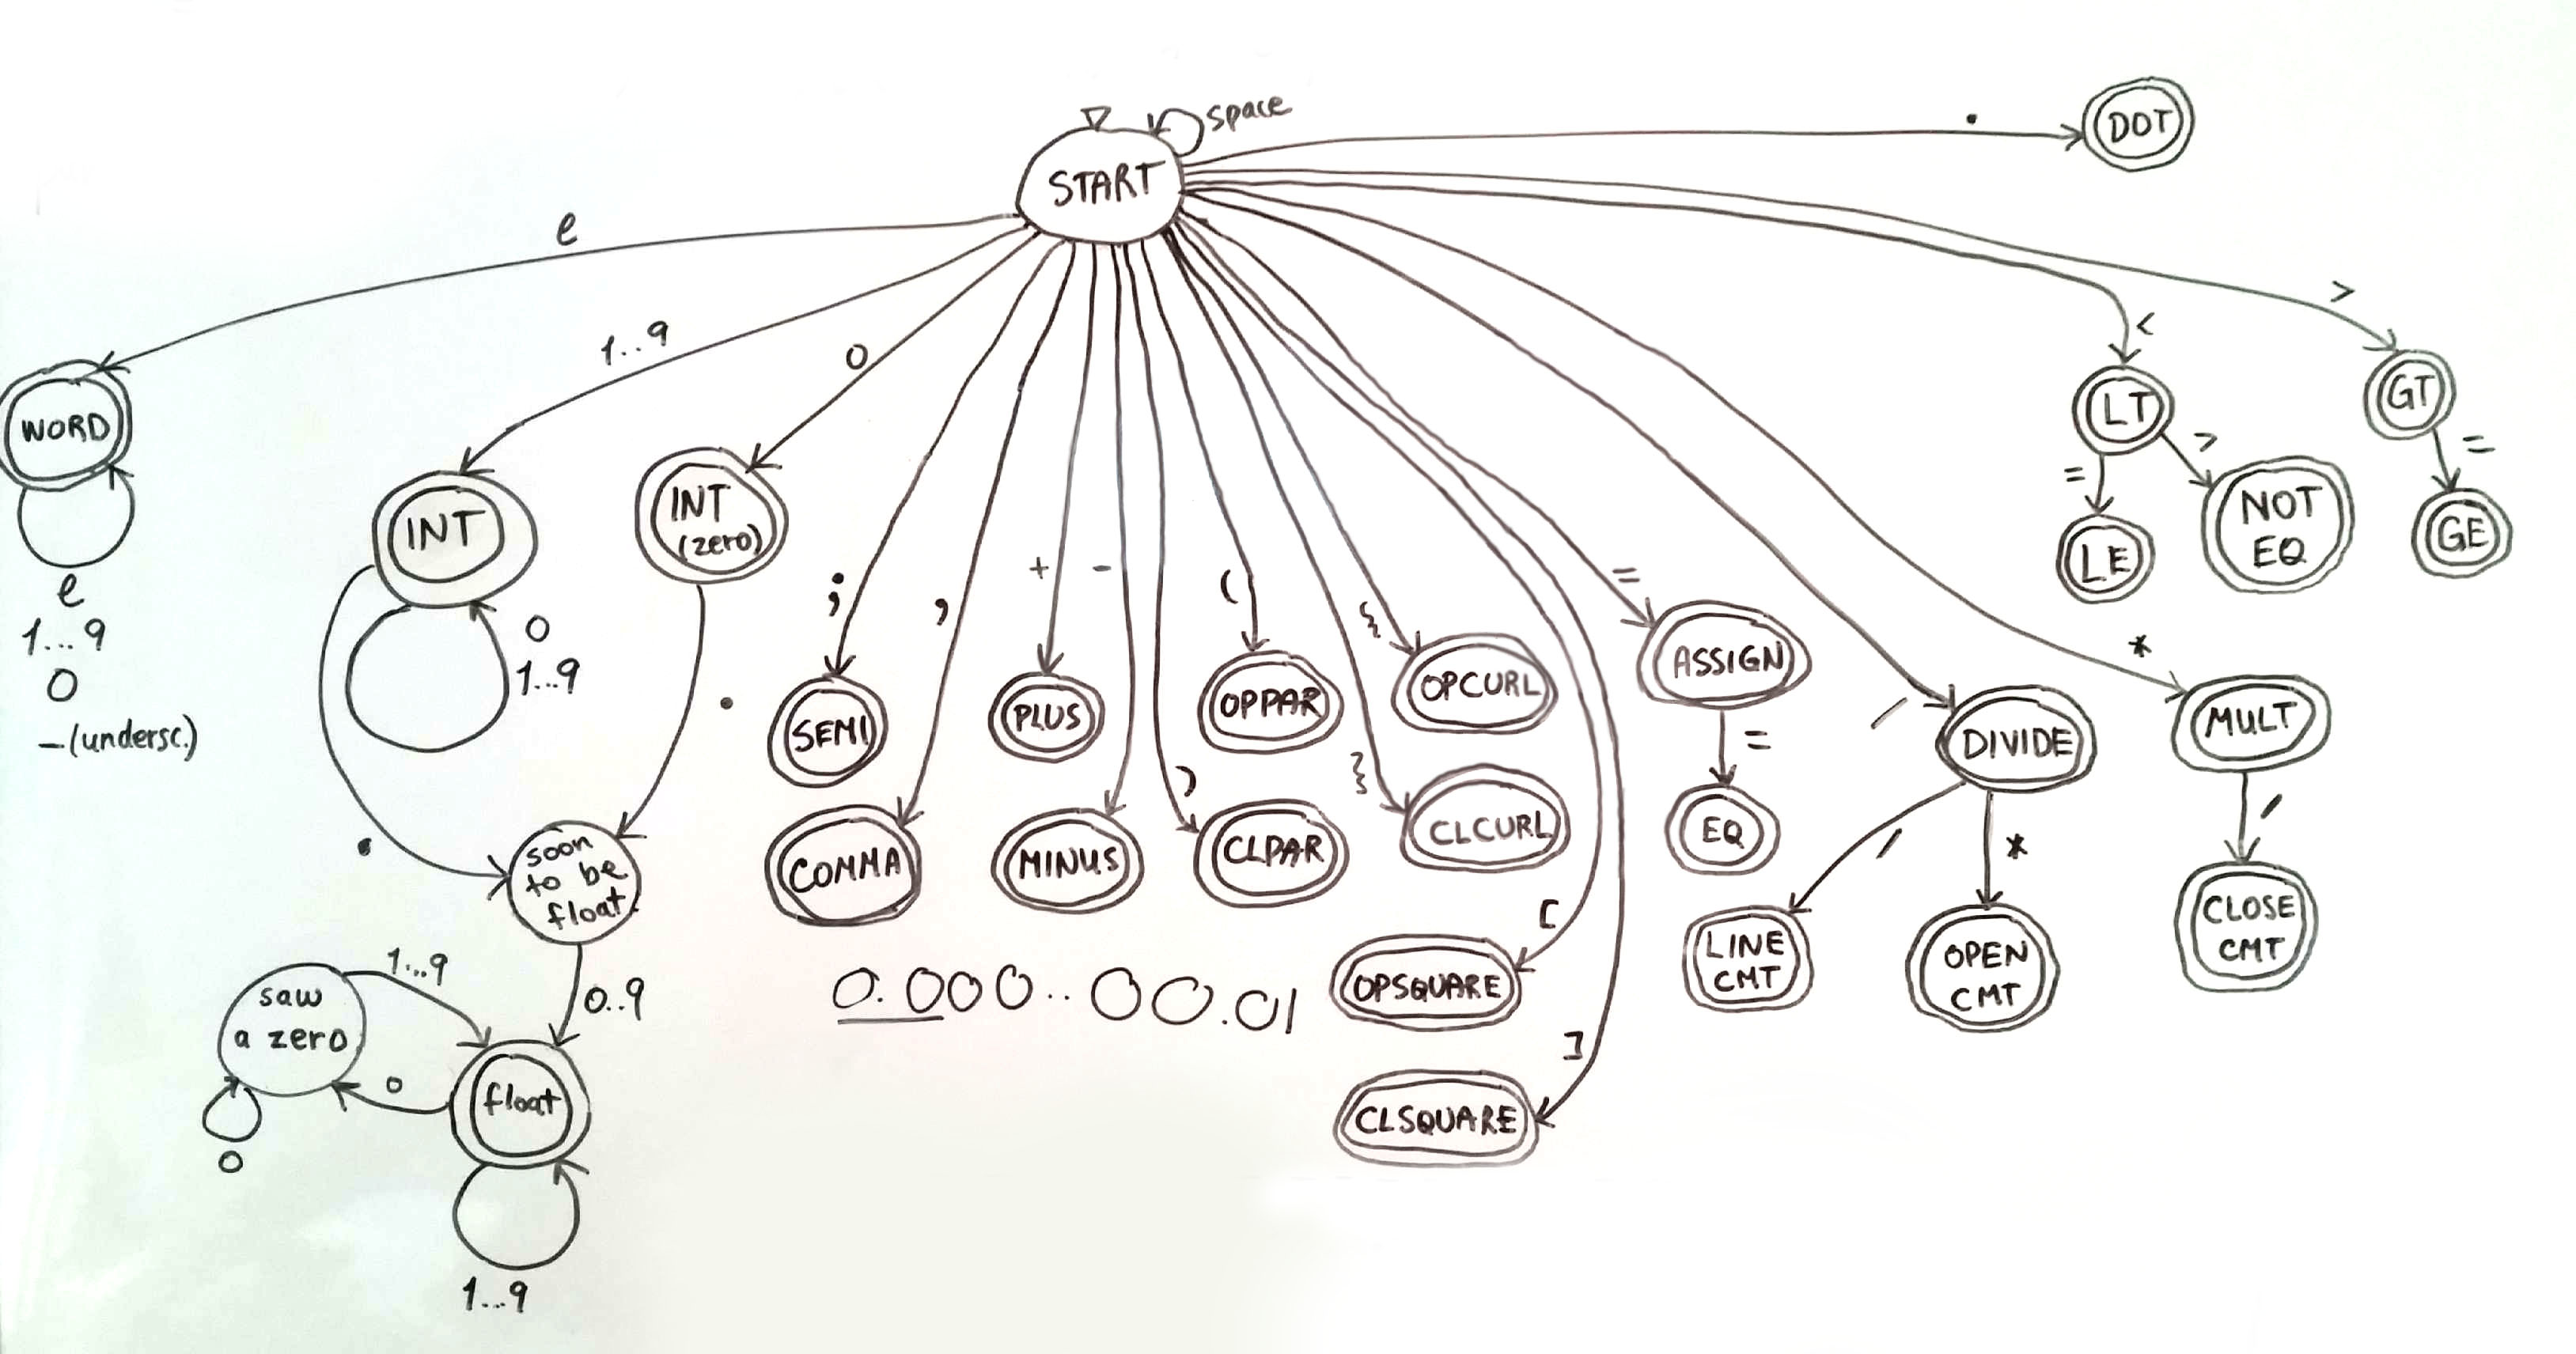 space
.
DOT
START
e
>
1..9
0
<
WORD
INT
INT
(zero)
LT
GT
=
>
=
LE
NOT
EQ
GE
e
1...9
0
_(undersc.)
0
1...9
.
.
;
,
+
-
(
)
{
}
=
/
*
SEMI
PLUS
OPPAR
OPCURL
ASSIGN
DIVIDE
MULT
COMMA
MINUS
CLPAR
CLCURL
=
EQ
/
*
/
soon
to be
float
[
LINE
CMT
OPEN
CMT
CLOSE
CMT
1...9
0..9
saw
a zero
0.000..00.01
OPSQUARE
]
0
float
CLSQUARE
0
1...9